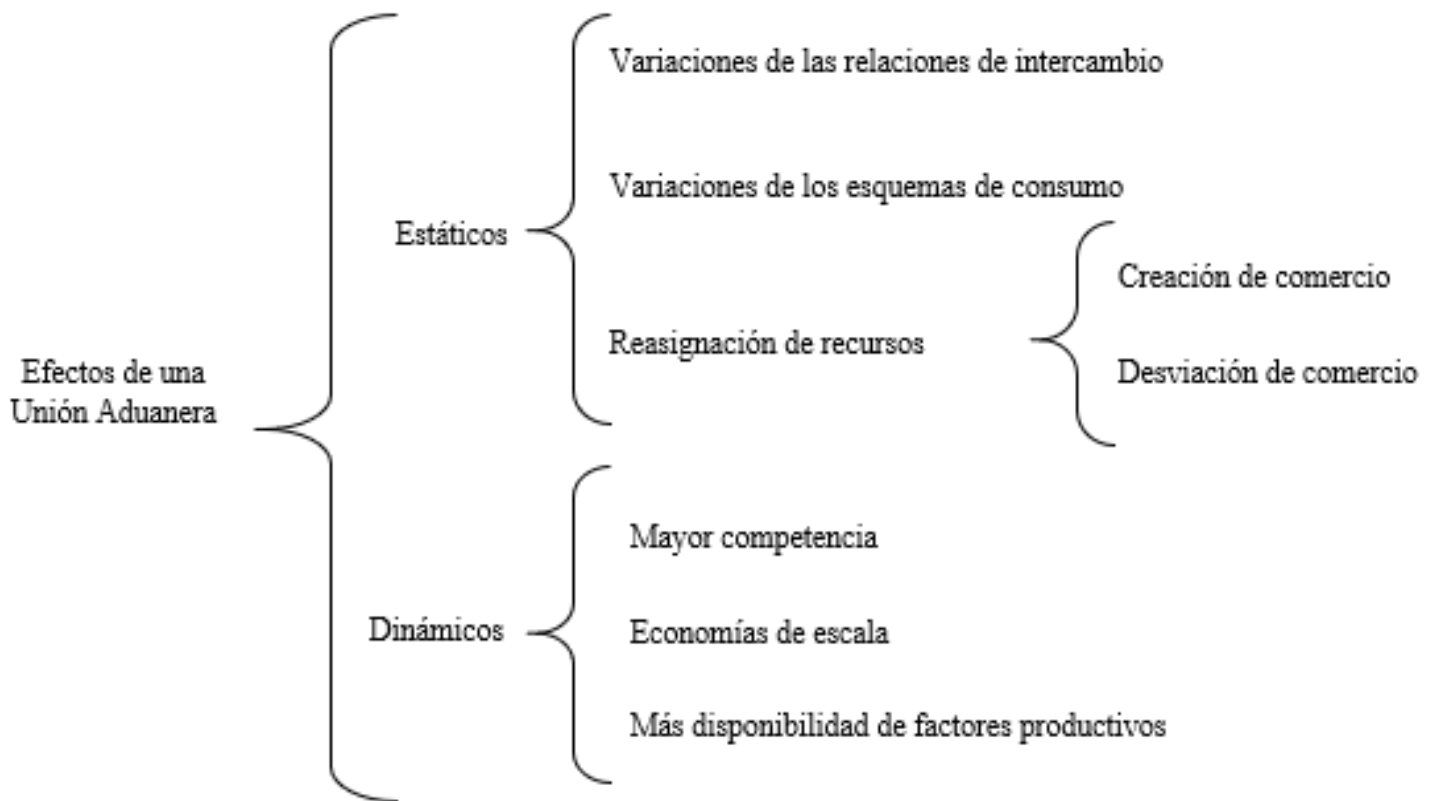 Efectos de una
Unión Aduanera
Estáticos
Variaciones de las relaciones de intercambio
Variaciones de los esquemas de consumo
Reasignación de recursos
Creación de comercio
Desviación de comercio
Dinámicos
Mayor competencia
Economías de escala
Más disponibilidad de factores productivos